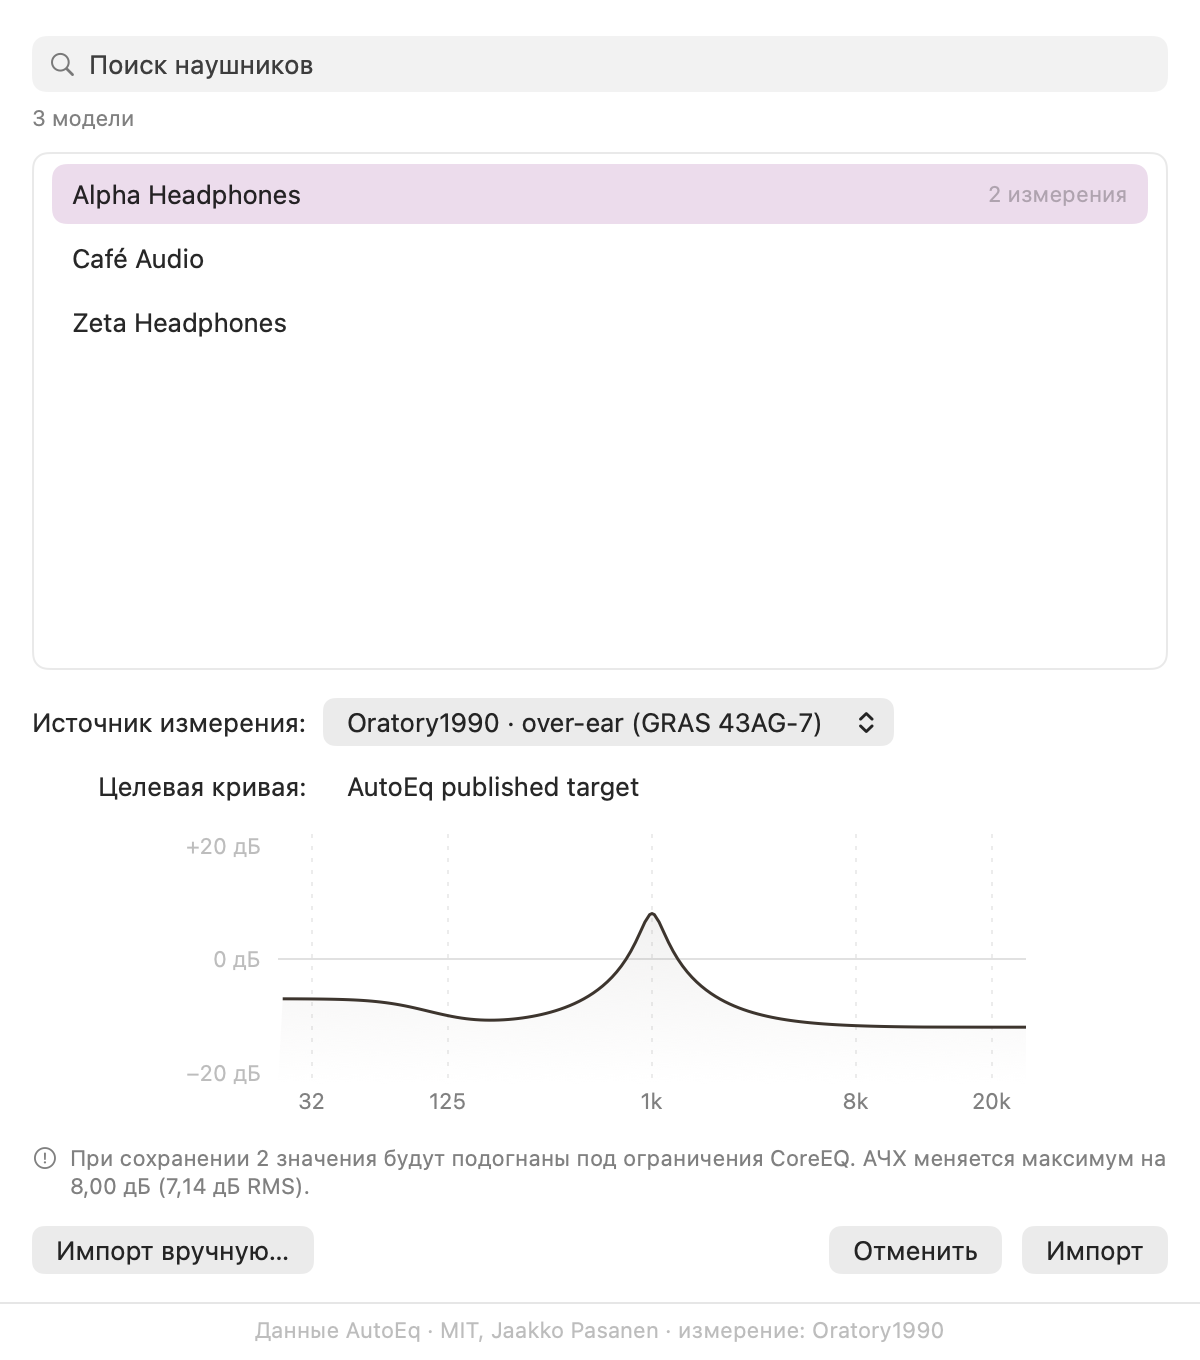 Поиск наушников
3 модели
Alpha Headphones 2 измерения
Café Audio
Zeta Headphones
Источник измерения: Oratory1990 · over-ear (GRAS 43AG-7)
Целевая кривая: AutoEq published target
+20 дБ
0 дБ
−20 дБ
32 125 1k 8k 20k
При сохранении 2 значения будут подогнаны под ограничения CoreEQ. АЧХ меняется максимум на
8,00 дБ (7,14 дБ RMS).
Импорт вручную... Отменить Импорт
Данные AutoEq · MIT, Jaakko Pasanen · измерение: Oratory1990